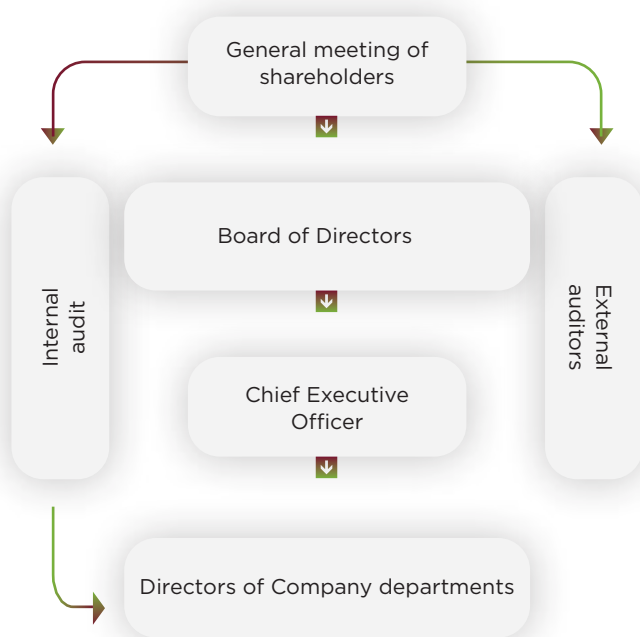 General meeting of
shareholders
Board of Directors
Internal
audit
External
auditors
Chief Executive
Officer
Directors of Company departments